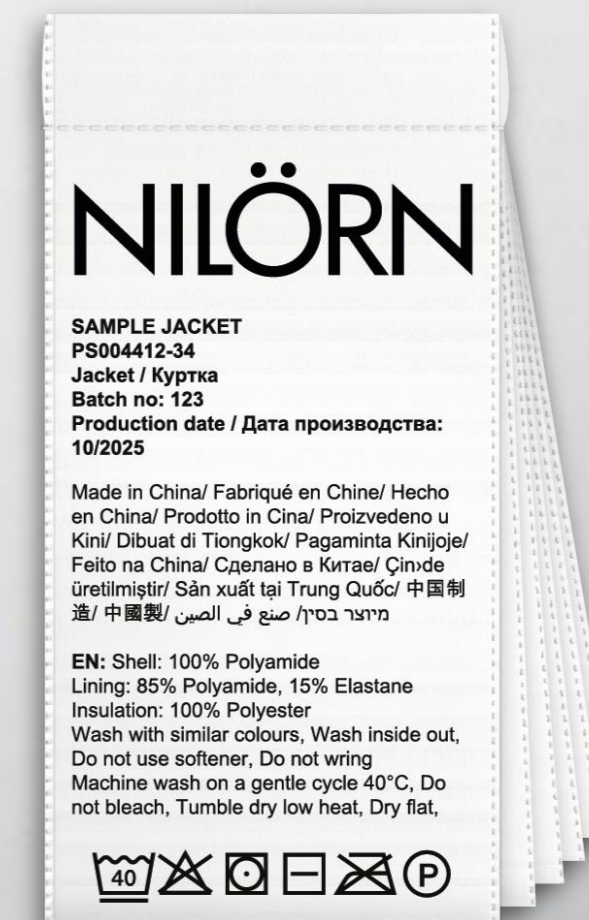 NILÖRN
SAMPLE JACKET
PS004412-34
Jacket / Куртка
Batch no: 123
Production date / Дата производства:
10/2025
Made in China/ Fabriqué en Chine/ Hecho
en China/ Prodotto in Cina/ Proizvedeno u
Kini/ Dibuat di Tiongkok/ Pagaminta Kinijoje/
Feito na China/ Сделано в Китае/ Çin›de
üretilmiştir/ Sản xuất tại Trung Quốc/ 中国制
造/ 中國製/ صنع في الصين /מיוצר בסין
EN: Shell: 100% Polyamide
Lining: 85% Polyamide, 15% Elastane
Insulation: 100% Polyester
Wash with similar colours, Wash inside out,
Do not use softener, Do not wring
Machine wash on a gentle cycle 40°C, Do
not bleach, Tumble dry low heat, Dry flat,
40 P